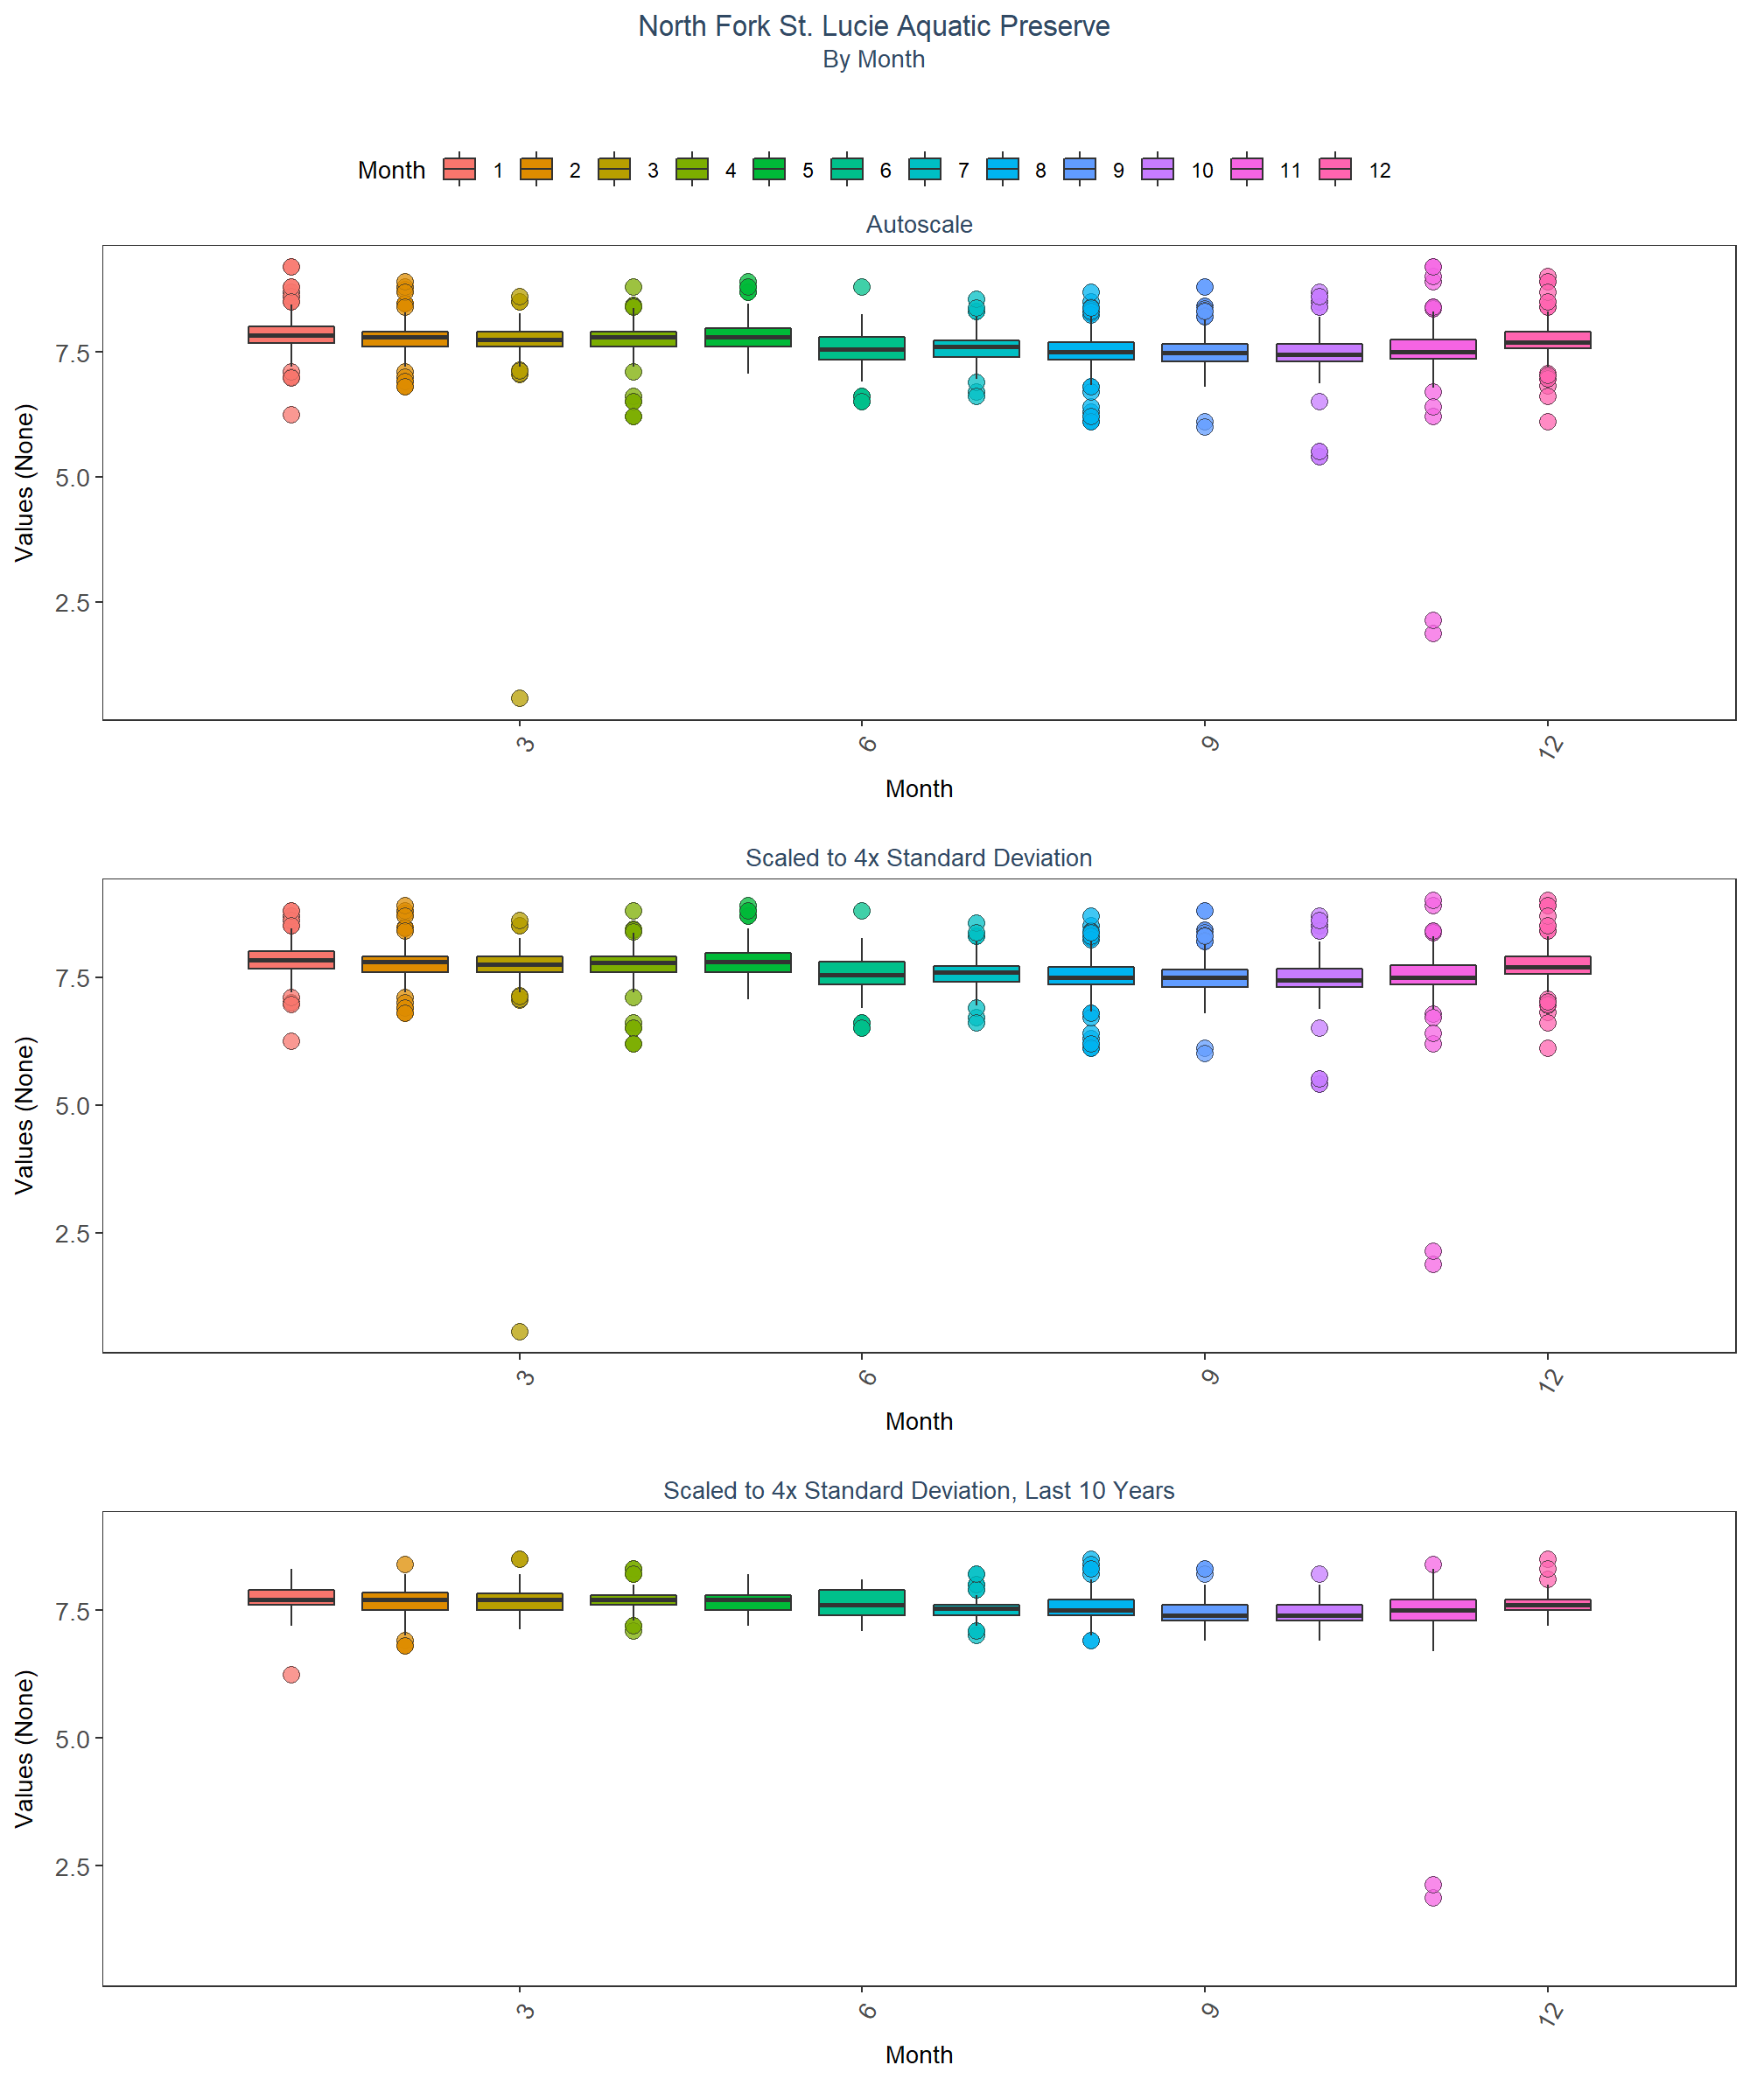 North Fork St. Lucie Aquatic Preserve
By Month
Month 1 2 3 4 5 6 7 8 9 10 11 12
Autoscale
Values (None)
7.5
5.0
2.5
3 6 9 12
Month
Scaled to 4x Standard Deviation
Values (None)
7.5
5.0
2.5
3 6 9 12
Month
Scaled to 4x Standard Deviation, Last 10 Years
Values (None)
7.5
5.0
2.5
3 6 9 12
Month